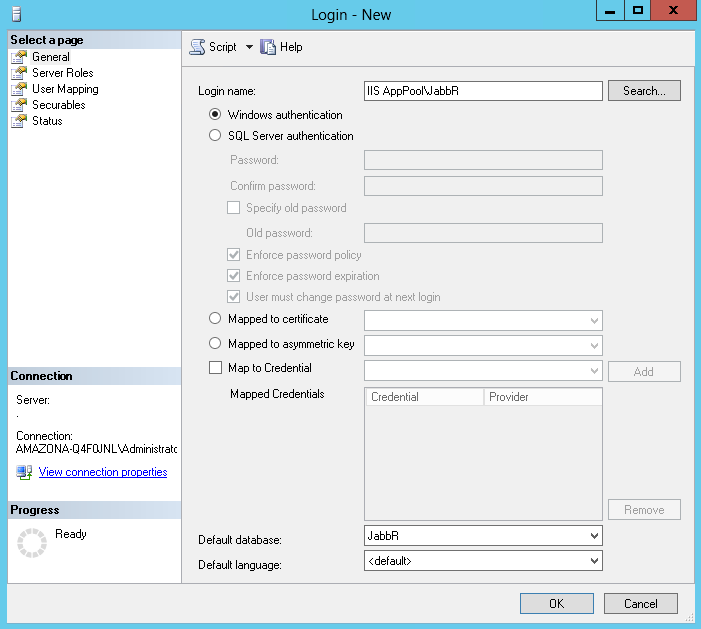 Login - New
Select a page
General
Server Roles
User Mapping
Securables
Status
Script
Help
Login name:
IIS AppPool\JabbR
Search...
Windows authentication
SQL Server authentication
Password:
Confirm password:
Specify old password
Old password:
Enforce password policy
Enforce password expiration
User must change password at next login
Mapped to certificate
Mapped to asymmetric key
Map to Credential
Add
Mapped Credentials
Credential
Provider
Remove
Default database:
JabbR
Default language:
<default>
Connection
Server:
.
Connection:
AMAZONA-Q4F0JNL\Administrato
View connection properties
Progress
Ready
OK
Cancel